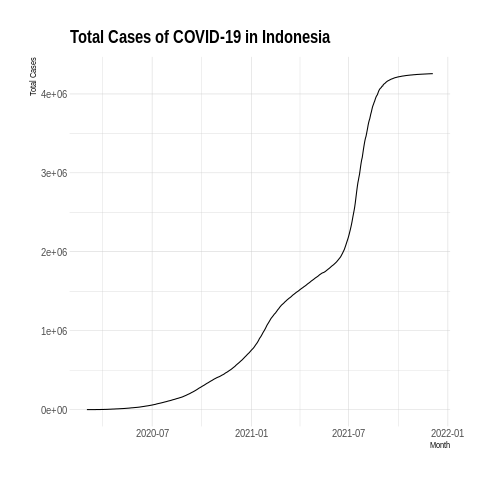 Total Cases of COVID-19 in Indonesia
Total Cases
4e+06
3e+06
2e+06
1e+06
0e+00
2020-07 2021-01 2021-07 2022-01
Month